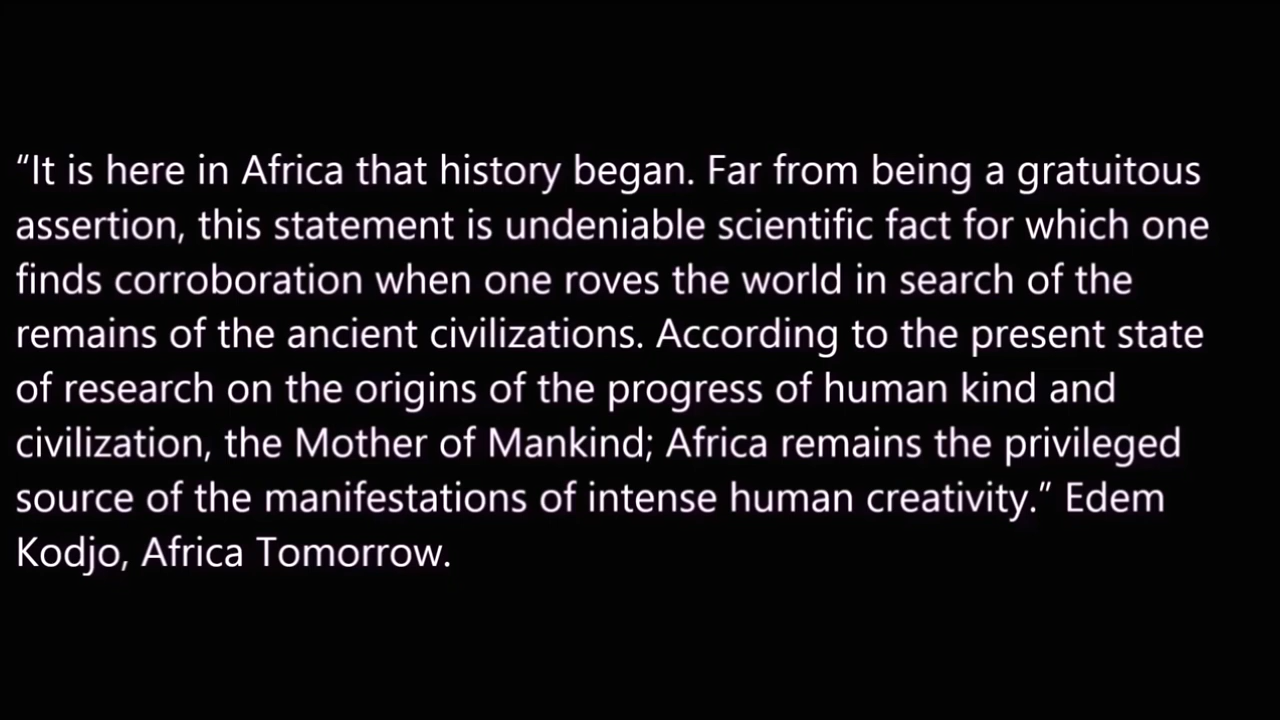 “It is here in Africa that history began. Far from being a gratuitous
assertion, this statement is undeniable scientific fact for which one
finds corroboration when one roves the world in search of the
remains of the ancient civilizations. According to the present state
of research on the origins of the progress of human kind and
civilization, the Mother of Mankind; Africa remains the privileged
source of the manifestations of intense human creativity.” Edem
Kodjo, Africa Tomorrow.